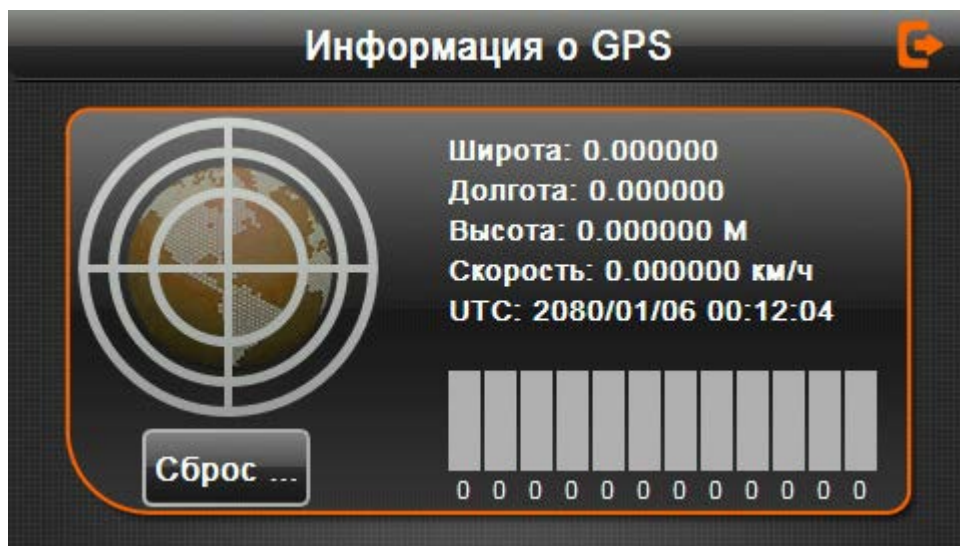 Информация о GPS
Широта: 0.000000
Долгота: 0.000000
Высота: 0.000000 М
Скорость: 0.000000 км/ч
UTC: 2080/01/06 00:12:04
Сброс ...
0 0 0 0 0 0 0 0 0 0 0 0